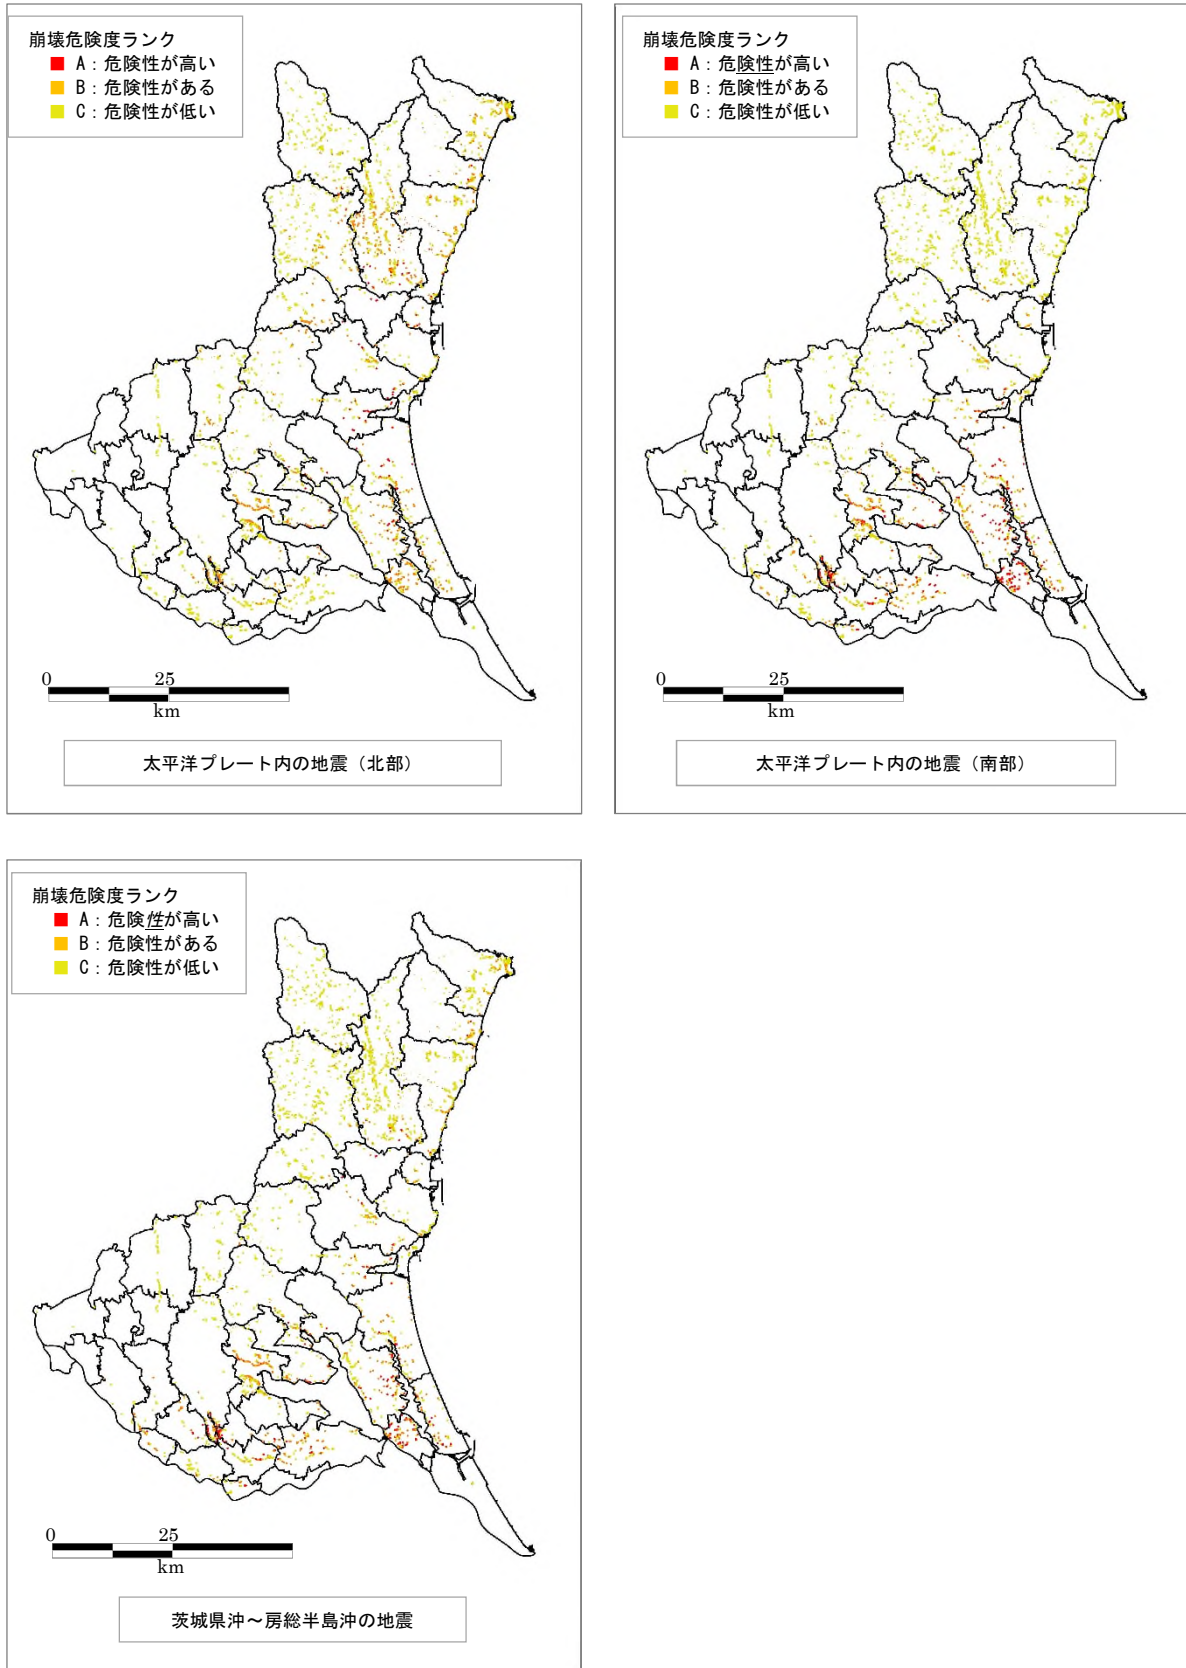 崩壊危険度ランク
A：危険性が高い
B：危険性がある
C：危険性が低い
0 25
km
太平洋プレート内の地震（北部）
崩壊危険度ランク
A：危険性が高い
B：危険性がある
C：危険性が低い
0 25
km
太平洋プレート内の地震（南部）
崩壊危険度ランク
A：危険性が高い
B：危険性がある
C：危険性が低い
0 25
km
茨城県沖～房総半島沖の地震